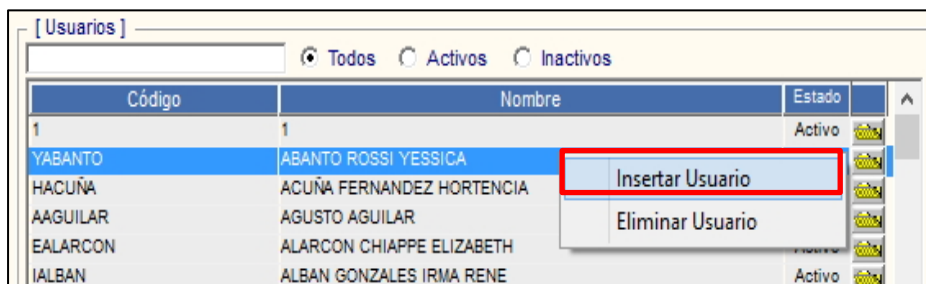 [ Usuarios ]
Todos Activos Inactivos
Código Nombre Estado
1 1 Activo
YABANTO ABANTO ROSSI YESSICA
HACUÑA ACUÑA FERNANDEZ HORTENCIA
Insertar Usuario
AAGUILAR AGUSTO AGUILAR
Eliminar Usuario
EALARCON ALARCON CHIAPPE ELIZABETH
IALBAN ALBAN GONZALES IRMA RENE Activo